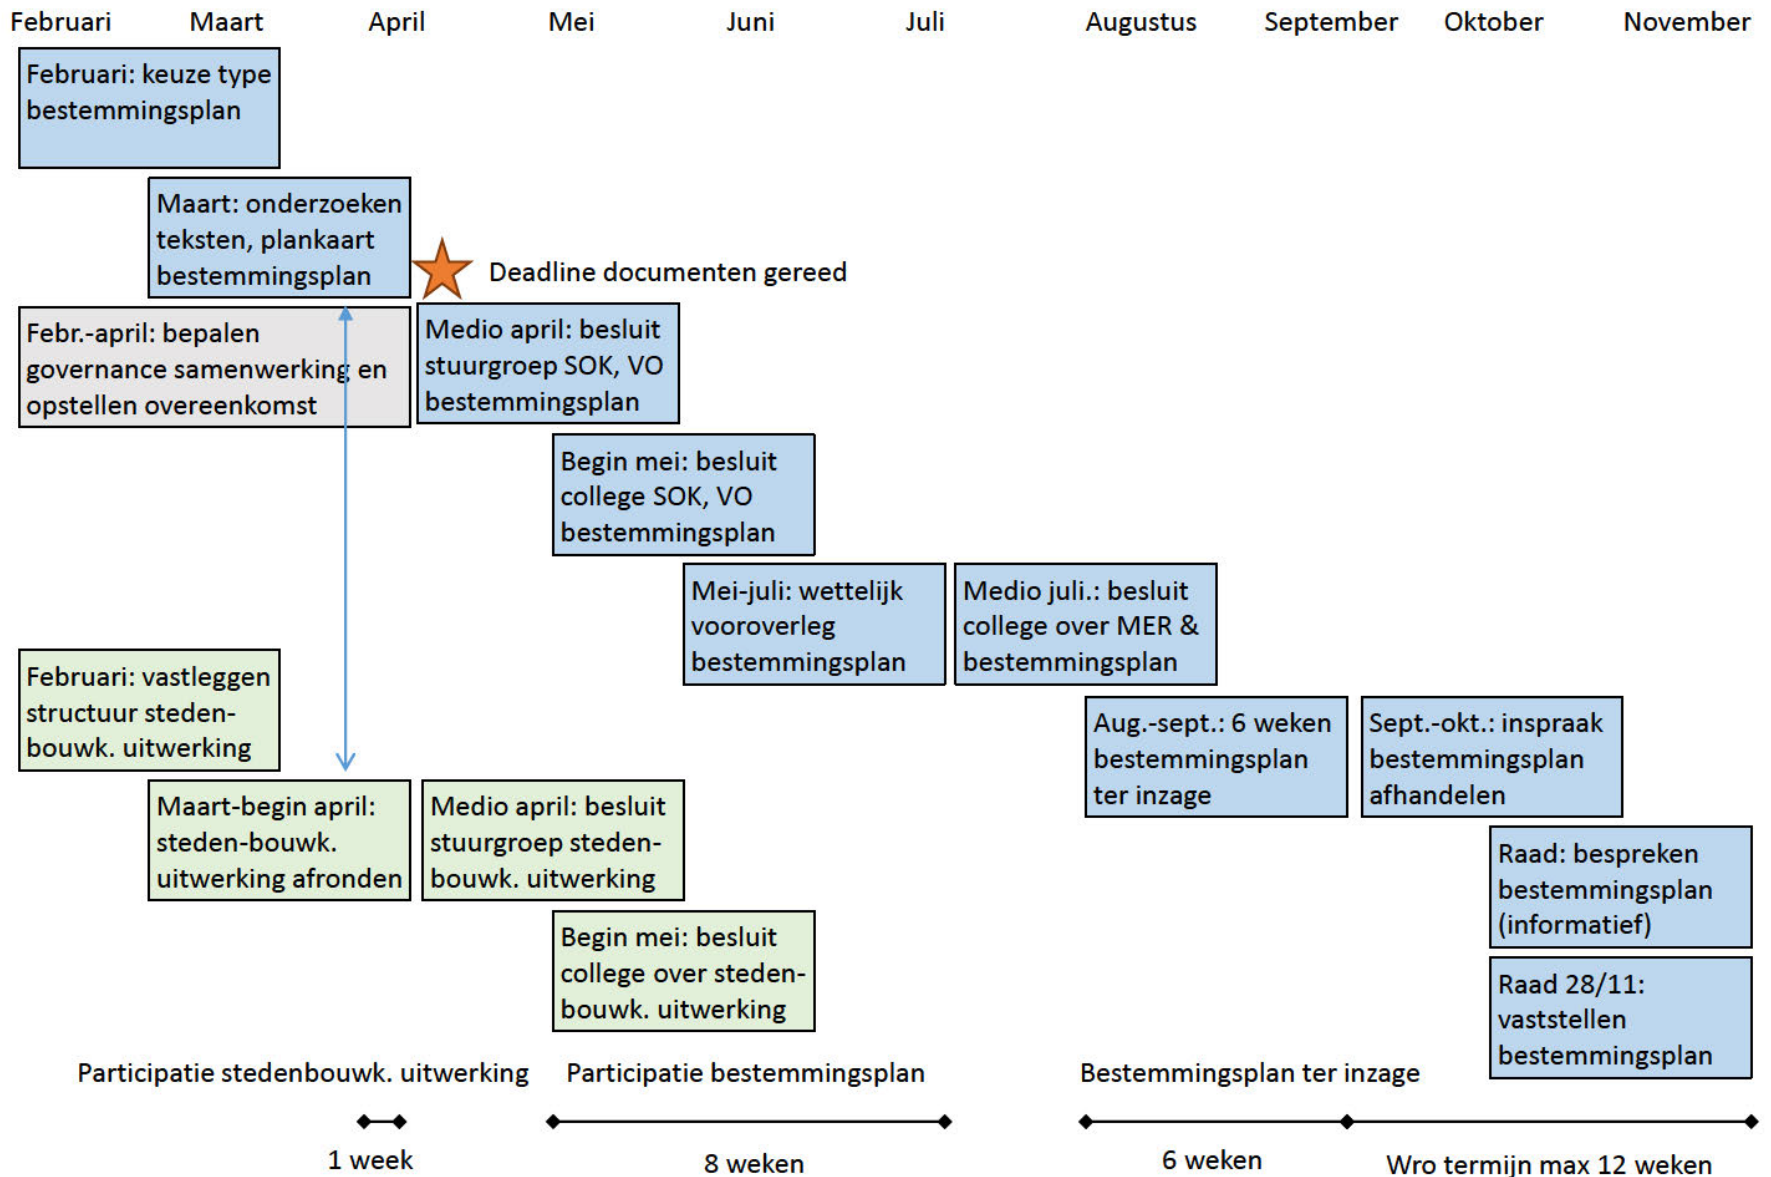 Februari Maart April Mei Juni Juli Augustus September Oktober November
Februari: keuze type
bestemmingsplan
Maart: onderzoeken
teksten, plankaart
bestemmingsplan
Deadline documenten gereed
Febr.-april: bepalen
governance samenwerking en
opstellen overeenkomst
Medio april: besluit
stuurgroep SOK, VO
bestemmingsplan
Begin mei: besluit
college SOK, VO
bestemmingsplan
Mei-juli: wettelijk
vooroverleg
bestemmingsplan
Medio juli.: besluit
college over MER &
bestemmingsplan
Februari: vastleggen
structuur steden-
bouwk. uitwerking
Aug.-sept.: 6 weken
bestemmingsplan
ter inzage
Sept.-okt.: inspraak
bestemmingsplan
afhandelen
Maart-begin april:
steden-bouwk.
uitwerking afronden
Medio april: besluit
stuurgroep steden-
bouwk. uitwerking
Raad: bespreken
bestemmingsplan
(informatief)
Begin mei: besluit
college over steden-
bouwk. uitwerking
Raad 28/11:
vaststellen
bestemmingsplan
Participatie stedenbouwk. uitwerking
Participatie bestemmingsplan
Bestemmingsplan ter inzage
1 week
8 weken
6 weken
Wro termijn max 12 weken